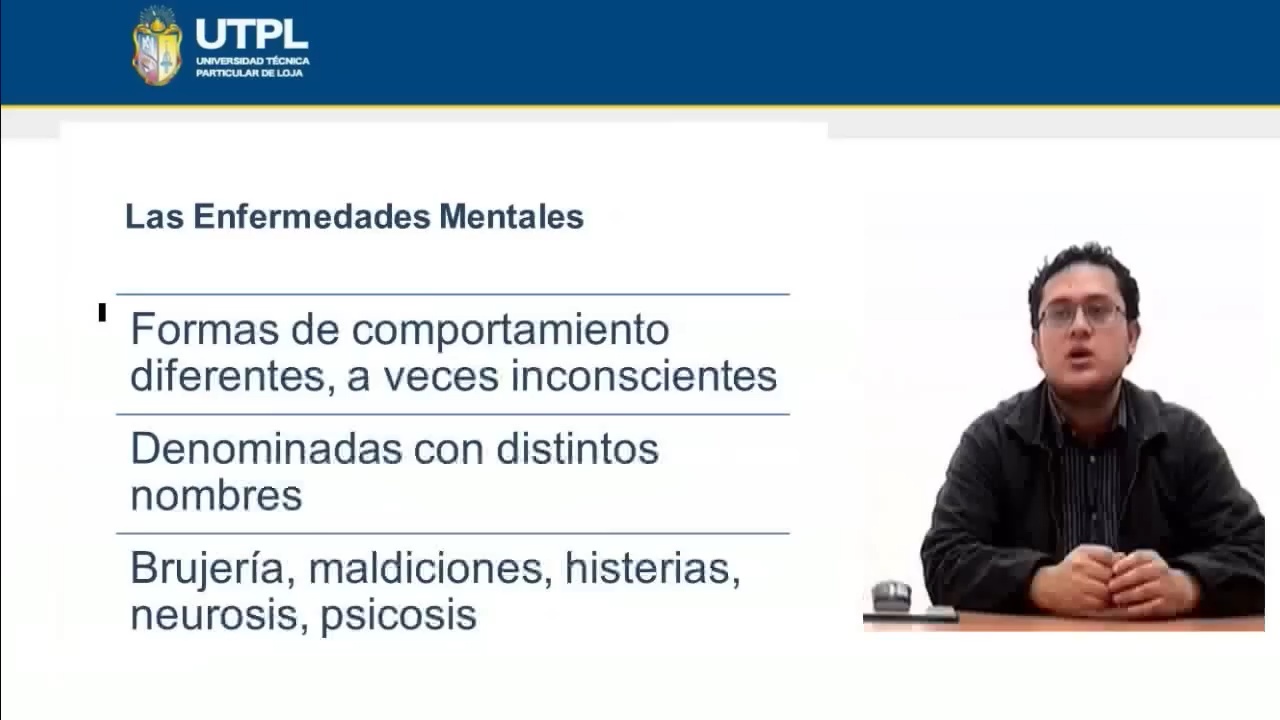 UTPL
UNIVERSIDAD TÉCNICA
PARTICULAR DE LOJA
Las Enfermedades Mentales
Formas de comportamiento
diferentes, a veces inconscientes
Denominadas con distintos
nombres
Brujería, maldiciones, histerias,
neurosis, psicosis